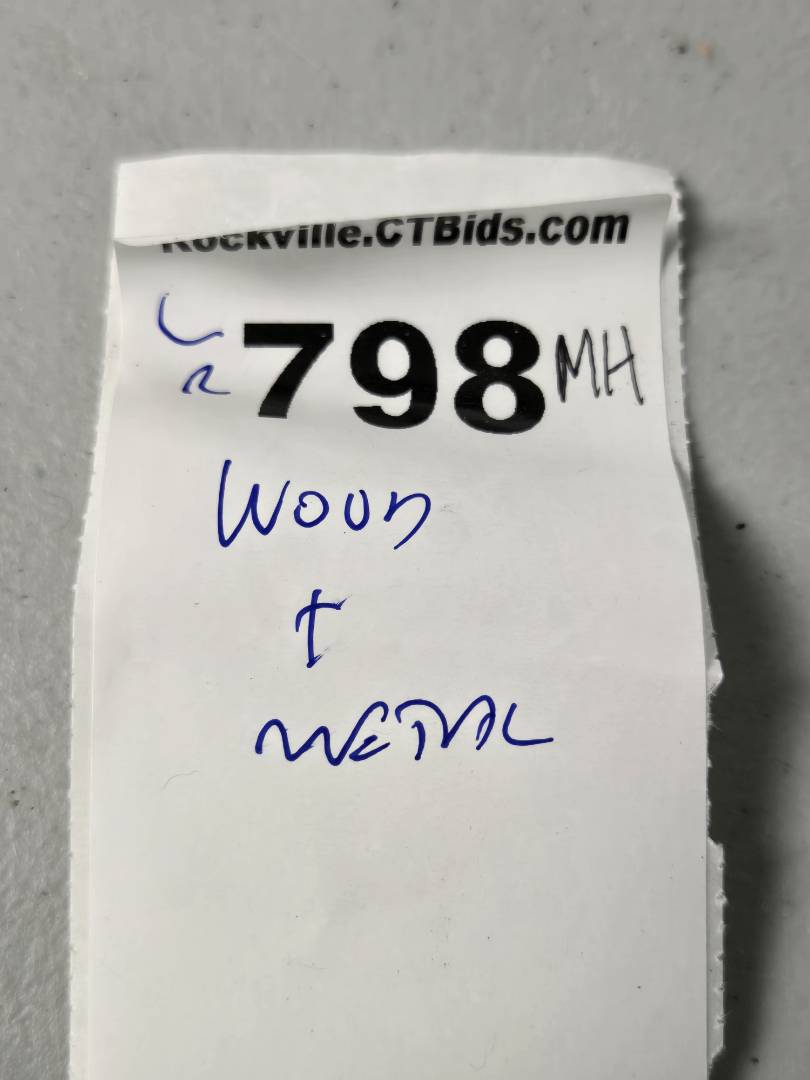 Rockville.CTBids.com
L
R 798 MH
WOOD
+
METAL